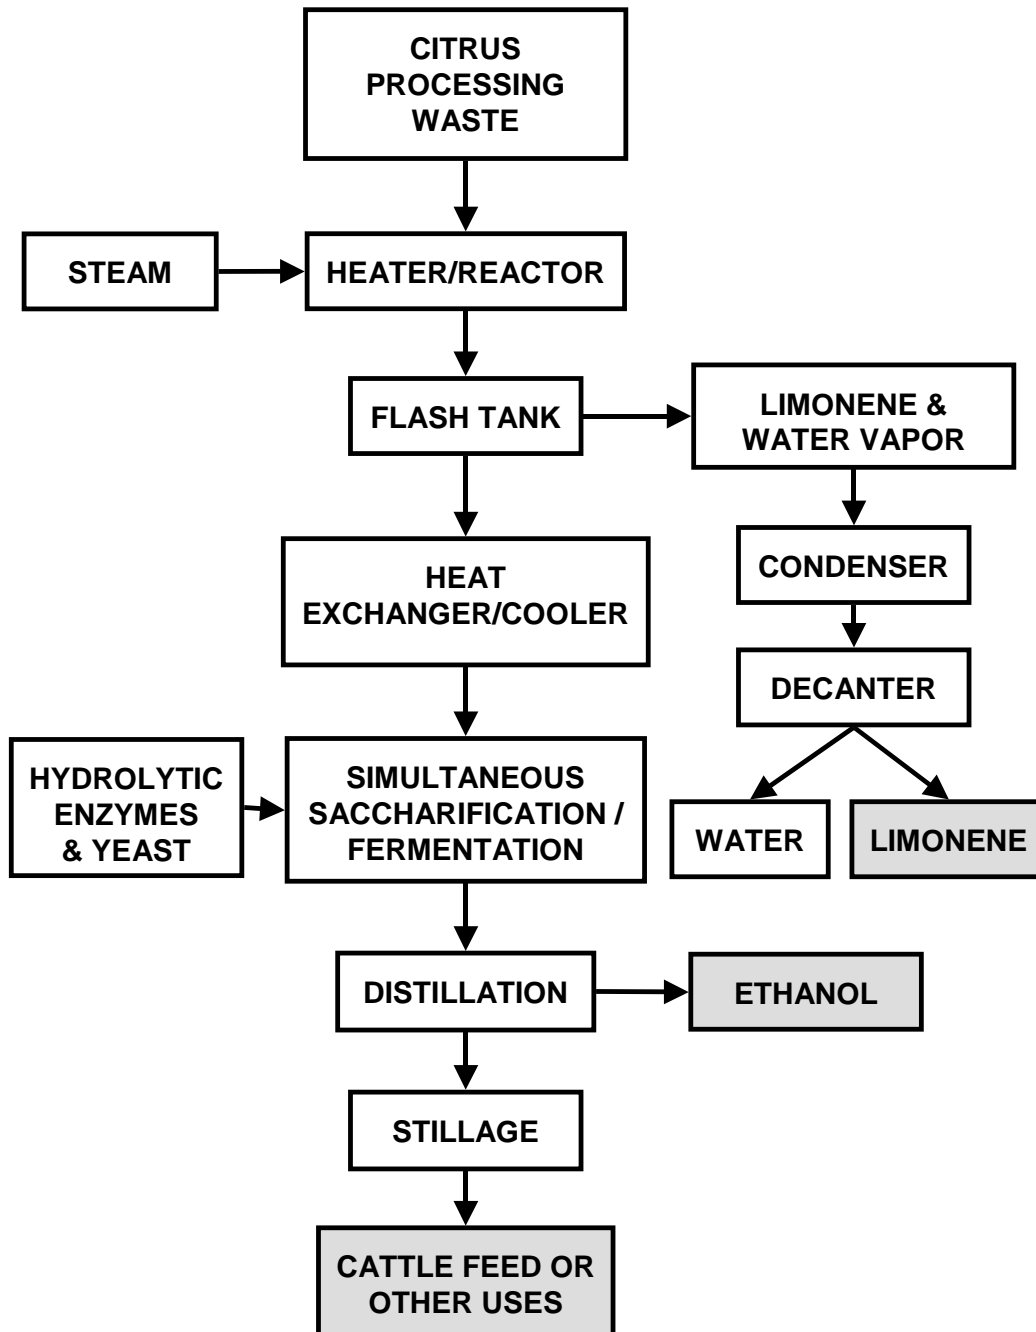 CITRUS
PROCESSING
WASTE
STEAM
HEATER/REACTOR
FLASH TANK
LIMONENE &
WATER VAPOR
CONDENSER
HEAT
EXCHANGER/COOLER
DECANTER
HYDROLYTIC
ENZYMES
& YEAST
SIMULTANEOUS
SACCHARIFICATION /
FERMENTATION
WATER
LIMONENE
DISTILLATION
ETHANOL
STILLAGE
CATTLE FEED OR
OTHER USES